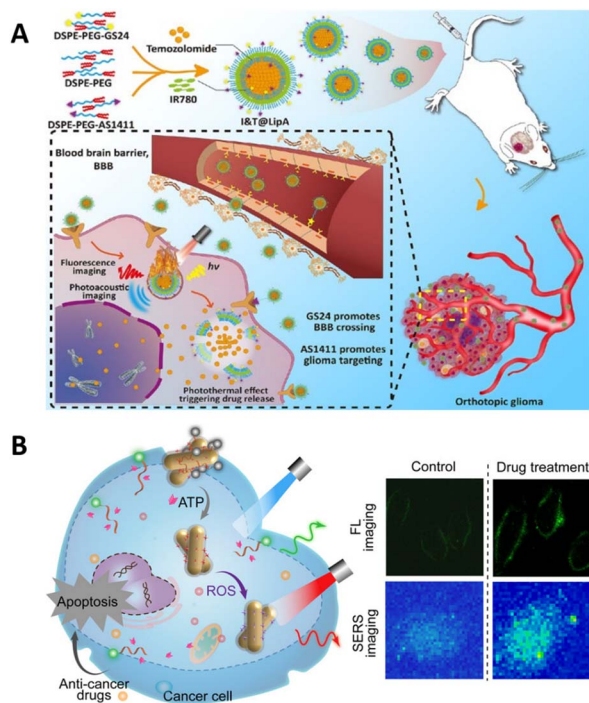 A
DSPE-PEG-GS24
DSPE-PEG
DSPE-PEG-AS1411
Temozolomide
IR780
I&T@LipA
Blood brain barrier,
BBB
Fluorescence
imaging
hv
Photoacoustic
imaging
GS24 promotes
BBB crossing
AS1411 promotes
glioma targeting
Photothermal effect
triggering drug release
Orthotopic glioma
B
ATP
ROS
Apoptosis
Anti-cancer
drugs
Cancer cell
Control
Drug treatment
FL
imaging
SERS
imaging